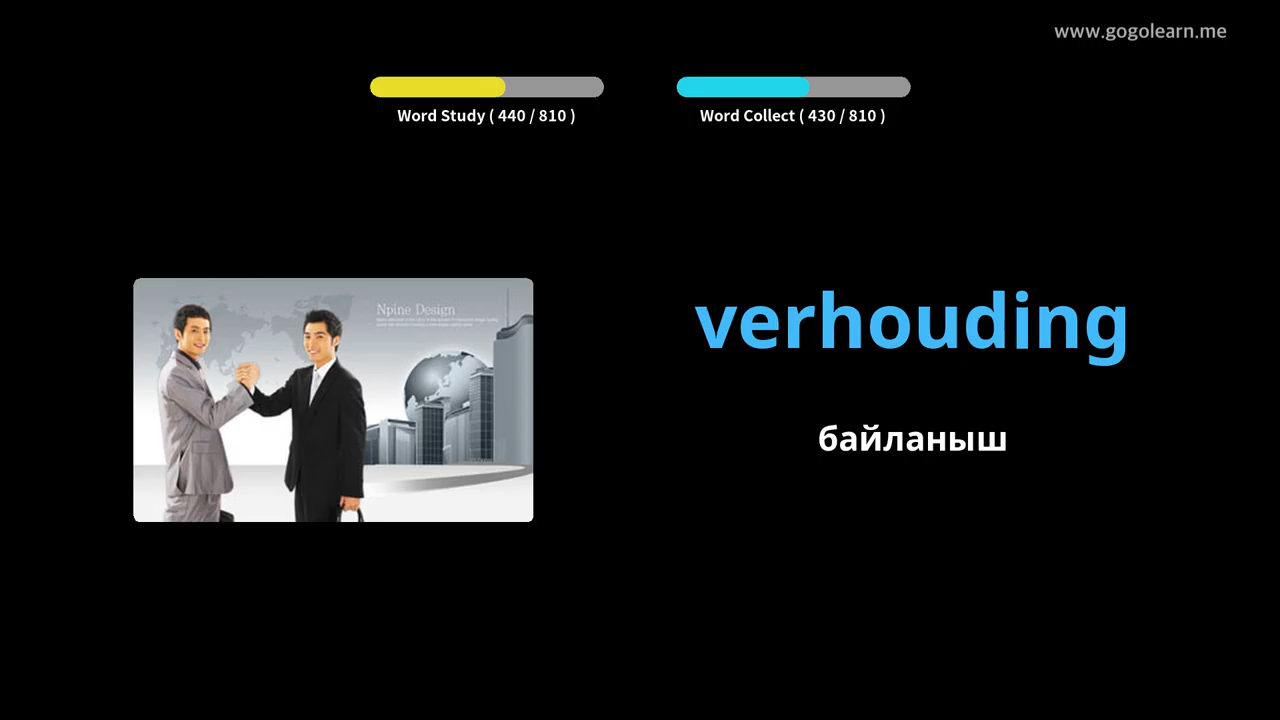 www.gogolearn.me
Word Study ( 440 / 810 )
Word Collect ( 430 / 810 )
Npine Design
verhouding
байланыш